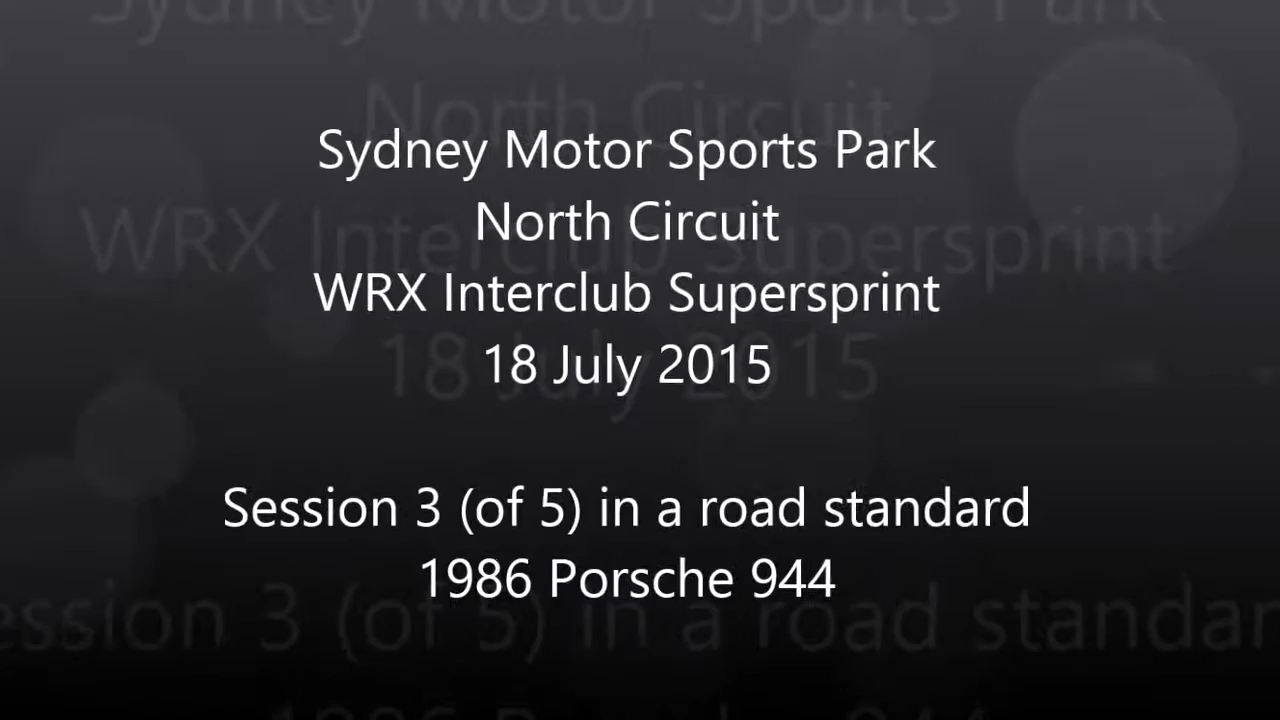 Sydney Motor Sports Park
North Circuit
WRX Interclub Supersprint
18 July 2015
Session 3 (of 5) in a road standard
1986 Porsche 944